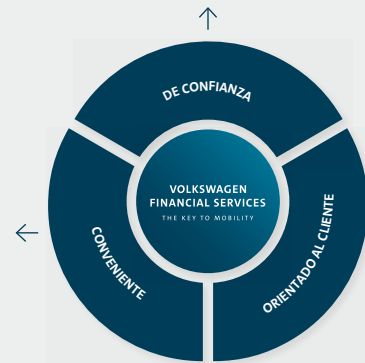 DE CONFIANZA
VOLKSWAGEN
FINANCIAL SERVICES
THE KEY TO MOBILITY
CONVENIENTE
ORIENTADO AL CLIENTE